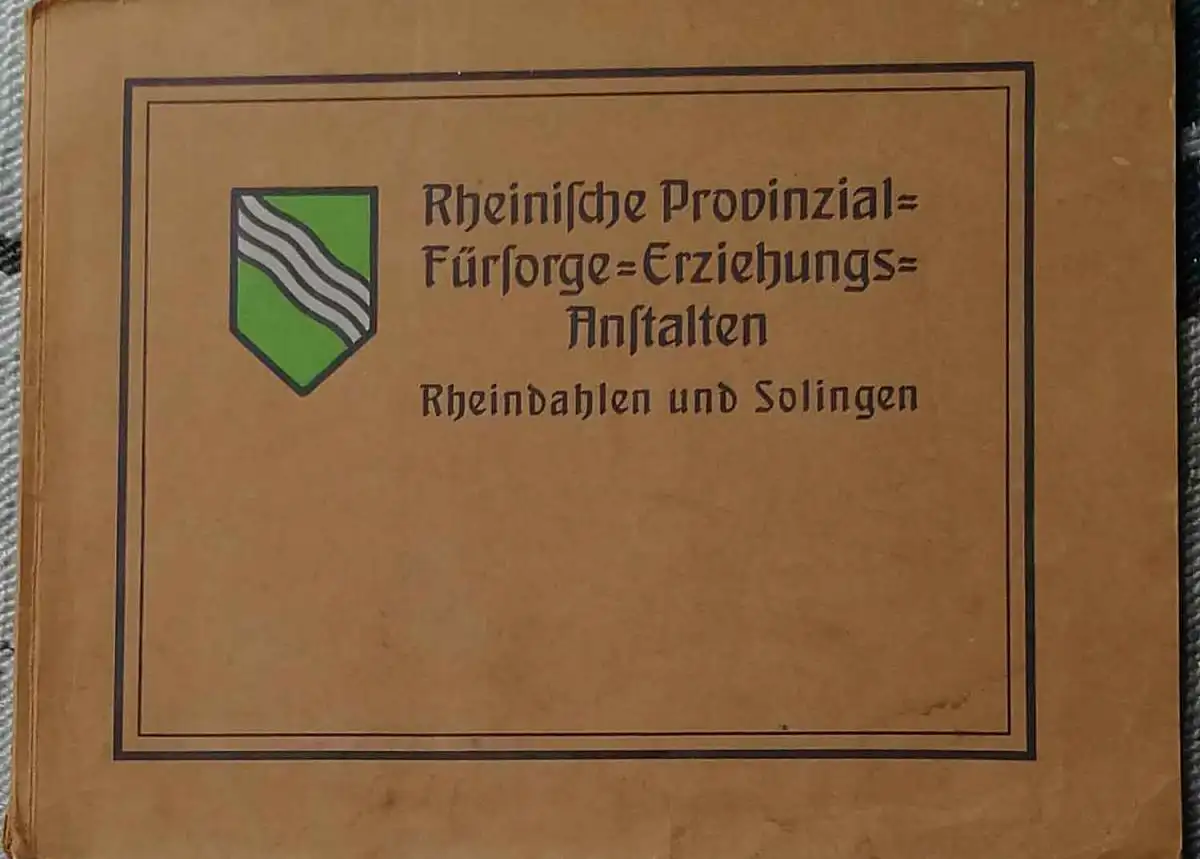 Rheiniſche Provinzial=
Fürſorge=Erziehungs=
Anſtalten
Rheindahlen und Solingen